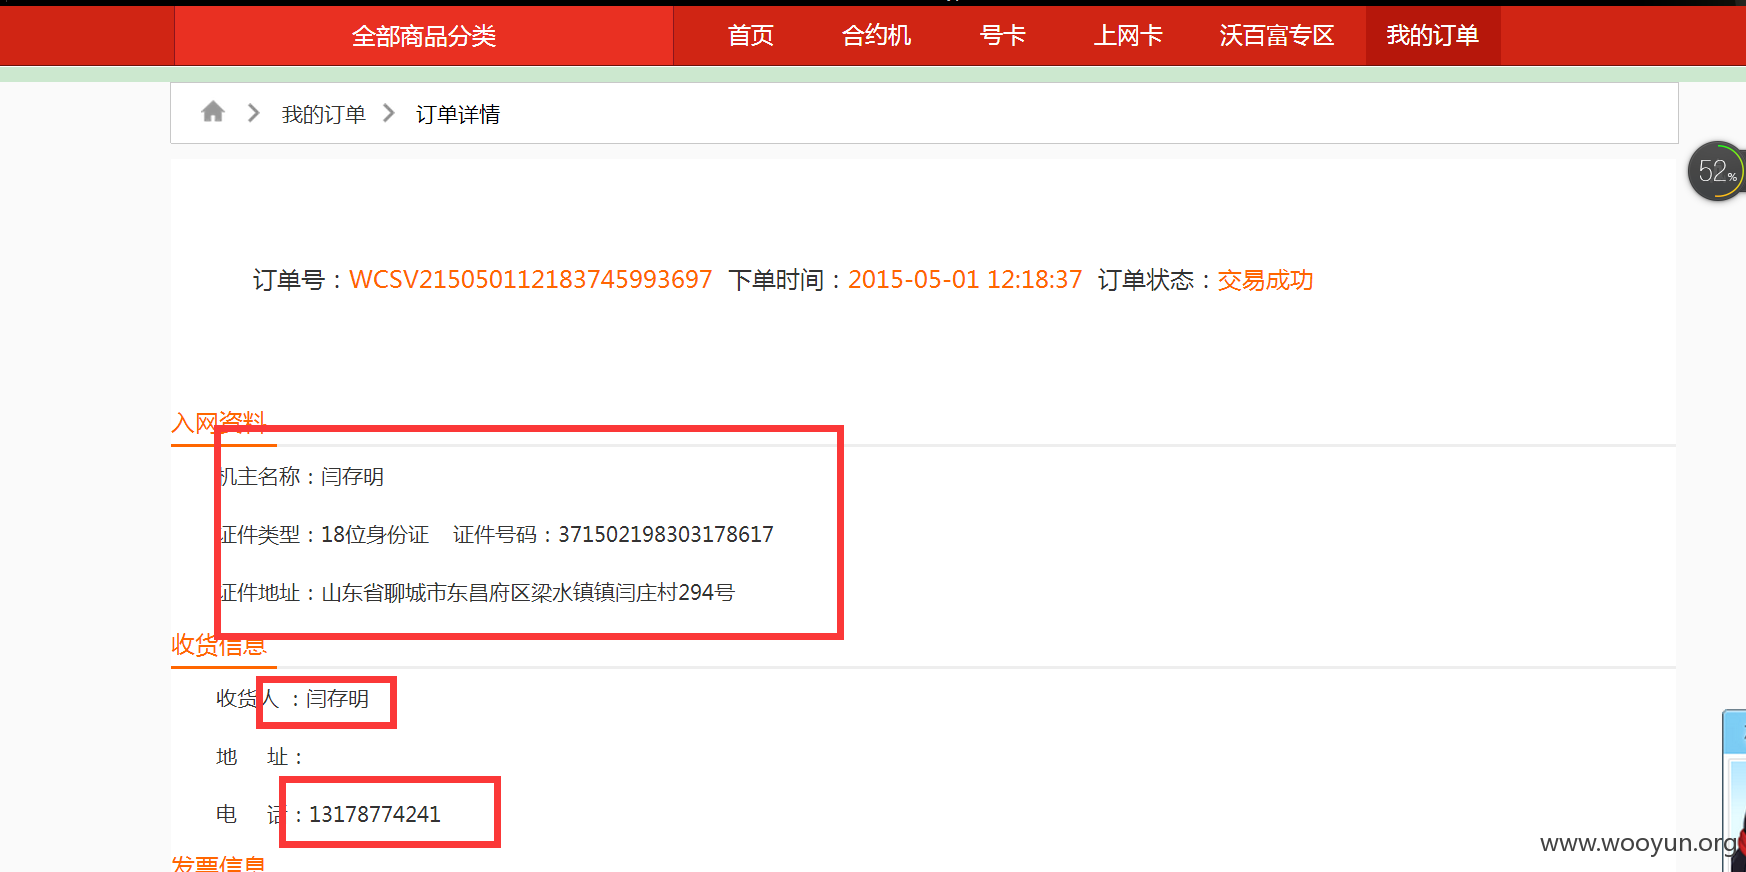 全部商品分类 首页 合约机 号卡 上网卡 沃百富专区 我的订单
我的订单 订单详情
52%
订单号：WCSV215050112183745993697 下单时间：2015-05-01 12:18:37 订单状态：交易成功
入网资料
机主名称：闫存明
证件类型：18位身份证 证件号码：371502198303178617
证件地址：山东省聊城市东昌府区梁水镇镇闫庄村294号
收货信息
收货人 ：闫存明
地 址：
电 话：13178774241
www.wooyun.org
发票信息